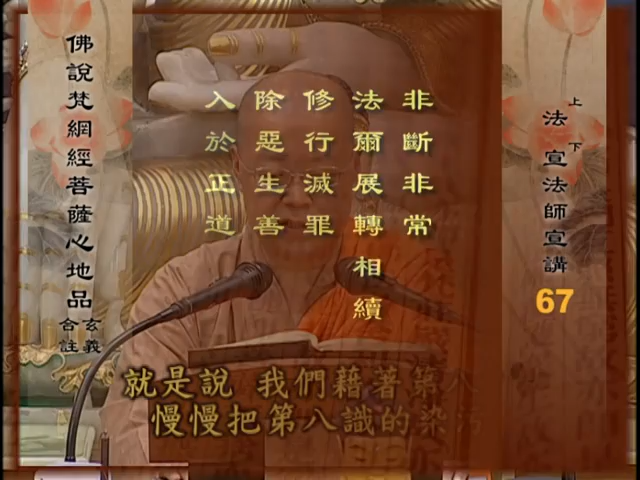 佛說梵網經菩薩心地品
玄義
合註
非斷非常
法爾展轉相續
修行滅罪
除惡生善
入於正道
上 下
法宣法師宣講
67
就是說 我們藉著第八
慢慢把第八識的染污